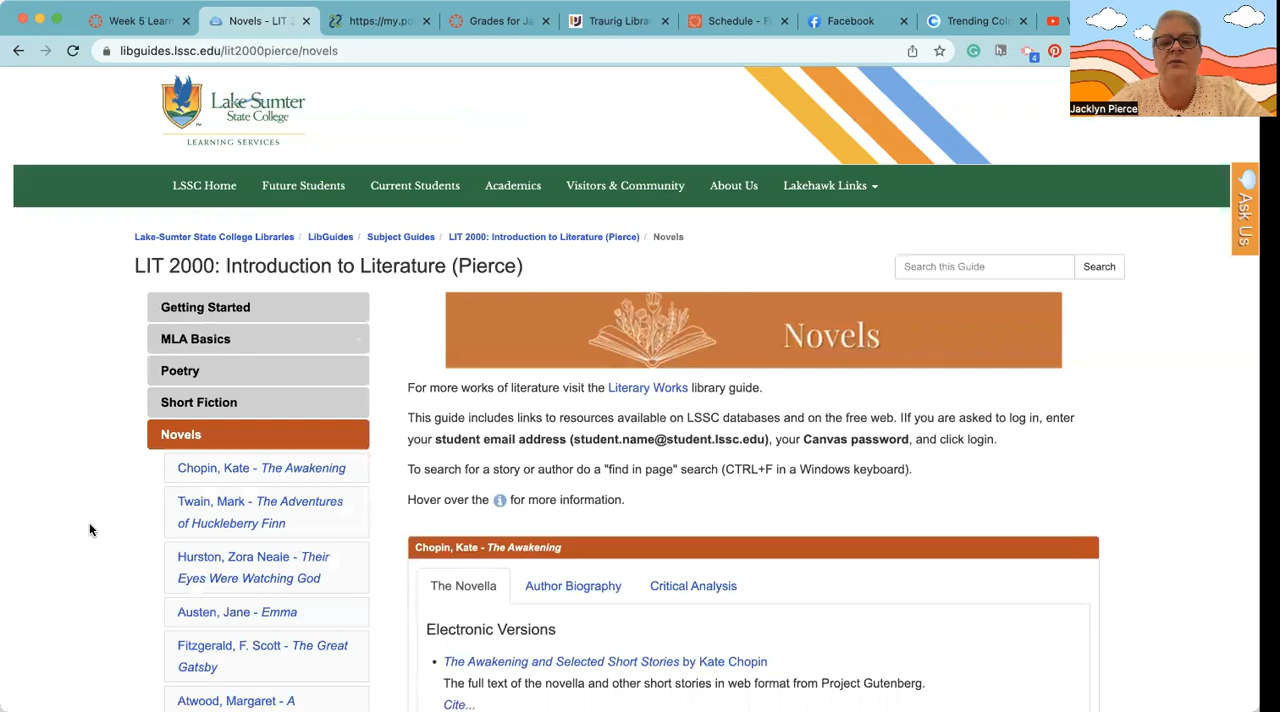 Week 5 Learn
Novels - LIT 2
https://my.po
Grades for Ja
Traurig Librar
Schedule - F
Facebook
Trending Colo
libguides.lssc.edu/lit2000pierce/novels
h.
4
Jacklyn Pierce
Lake-Sumter
State College
LEARNING SERVICES
LSSC Home Future Students Current Students Academics Visitors & Community About Us Lakehawk Links
Ask Us
Lake-Sumter State College Libraries / LibGuides / Subject Guides / LIT 2000: Introduction to Literature (Pierce) / Novels
LIT 2000: Introduction to Literature (Pierce)
Search this Guide Search
Getting Started
MLA Basics
Poetry
Short Fiction
Novels
Chopin, Kate - The Awakening
Twain, Mark - The Adventures
of Huckleberry Finn
Hurston, Zora Neale - Their
Eyes Were Watching God
Austen, Jane - Emma
Fitzgerald, F. Scott - The Great
Gatsby
Atwood, Margaret - A
Novels
For more works of literature visit the Literary Works library guide.
This guide includes links to resources available on LSSC databases and on the free web. IIf you are asked to log in, enter
your student email address (student.name@student.lssc.edu), your Canvas password, and click login.
To search for a story or author do a "find in page" search (CTRL+F in a Windows keyboard).
Hover over the i for more information.
Chopin, Kate - The Awakening
The Novella Author Biography Critical Analysis
Electronic Versions
• The Awakening and Selected Short Stories by Kate Chopin
The full text of the novella and other short stories in web format from Project Gutenberg.
Cite...